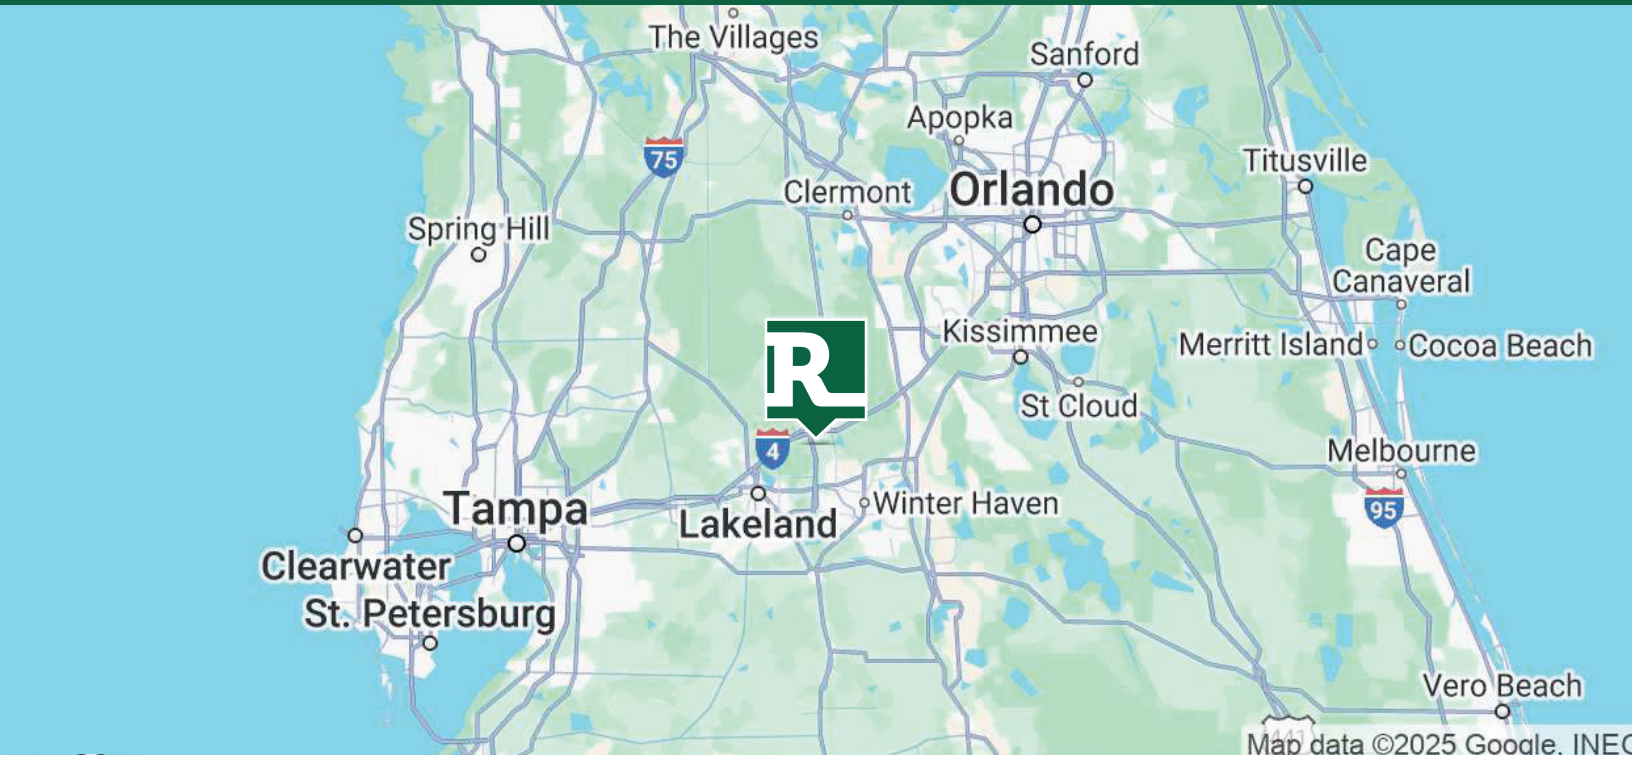 The Villages
Sanford
Apopka
75
Titusville
Clermont
Orlando
Spring Hill
Cape
Canaveral
R
Kissimmee
Merritt Island
Cocoa Beach
St Cloud
4
Melbourne
Tampa
Winter Haven
Lakeland
95
Clearwater
St. Petersburg
Vero Beach
441
Map data ©2025 Google, INEG